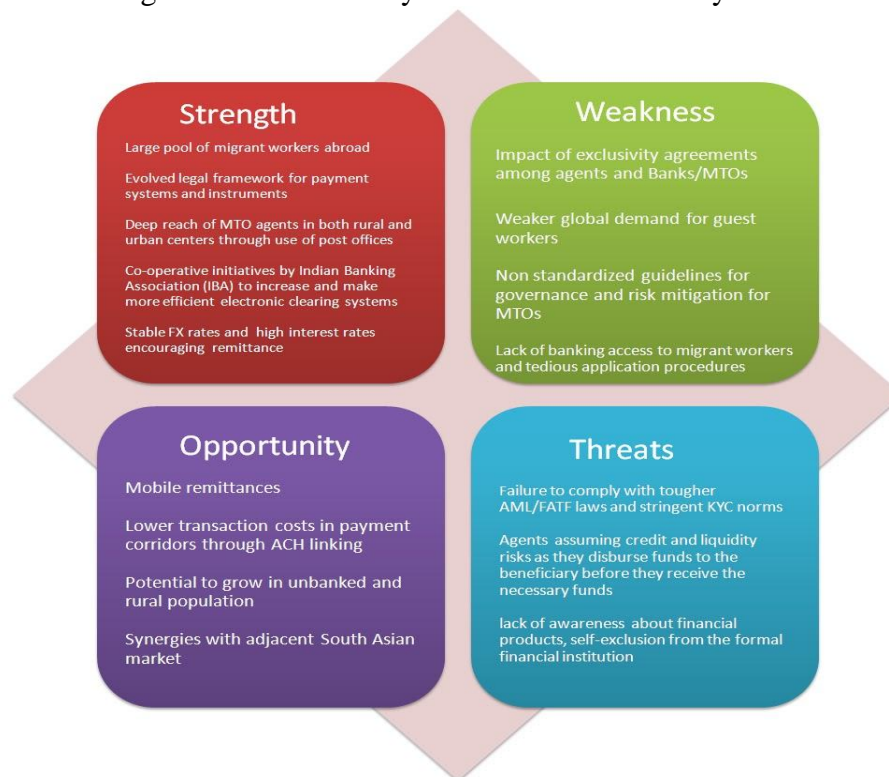 Strength
Large pool of migrant workers abroad
Evolved legal framework for payment
systems and instruments
Deep reach of MTO agents in both rural and
urban centers through use of post offices
Co-operative initiatives by Indian Banking
Association (IBA) to increase and make
more efficient electronic clearing systems
Stable FX rates and high interest rates
encouraging remittance
Weakness
Impact of exclusivity agreements
among agents and Banks/MTOs
Weaker global demand for guest
workers
Non standardized guidelines for
governance and risk mitigation for
MTOs
Lack of banking access to migrant workers
and tedious application procedures
Opportunity
Mobile remittances
Lower transaction costs in payment
corridors through ACH linking
Potential to grow in unbanked and
rural population
Synergies with adjacent South Asian
market
Threats
Failure to comply with tougher
AML/FATF laws and stringent KYC norms
Agents assuming credit and liquidity
risks as they disburse funds to the
beneficiary before they receive the
necessary funds
lack of awareness about financial
products, self-exclusion from the formal
financial institution